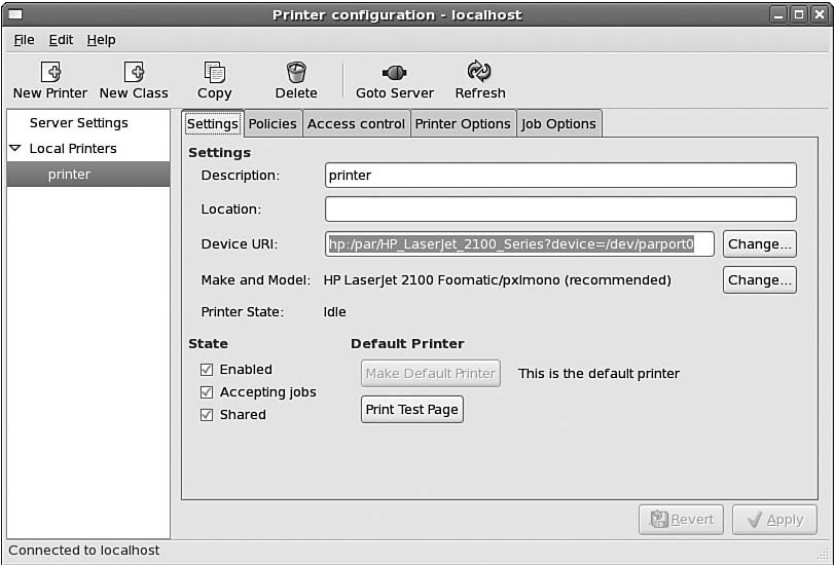 Printer configuration - localhost
File Edit Help
New Printer New Class Copy Delete Goto Server Refresh
Server Settings
Local Printers
printer
Settings Policies Access control Printer Options Job Options
Settings
Description: printer
Location:
Device URI: hp:/par/HP_LaserJet_2100_Series?device=/dev/parport0 Change...
Make and Model: HP LaserJet 2100 Foomatic/pxlmono (recommended) Change...
Printer State: Idle
State Default Printer
Enabled
Make Default Printer This is the default printer
Accepting jobs
Print Test Page
Shared
Revert Apply
Connected to localhost